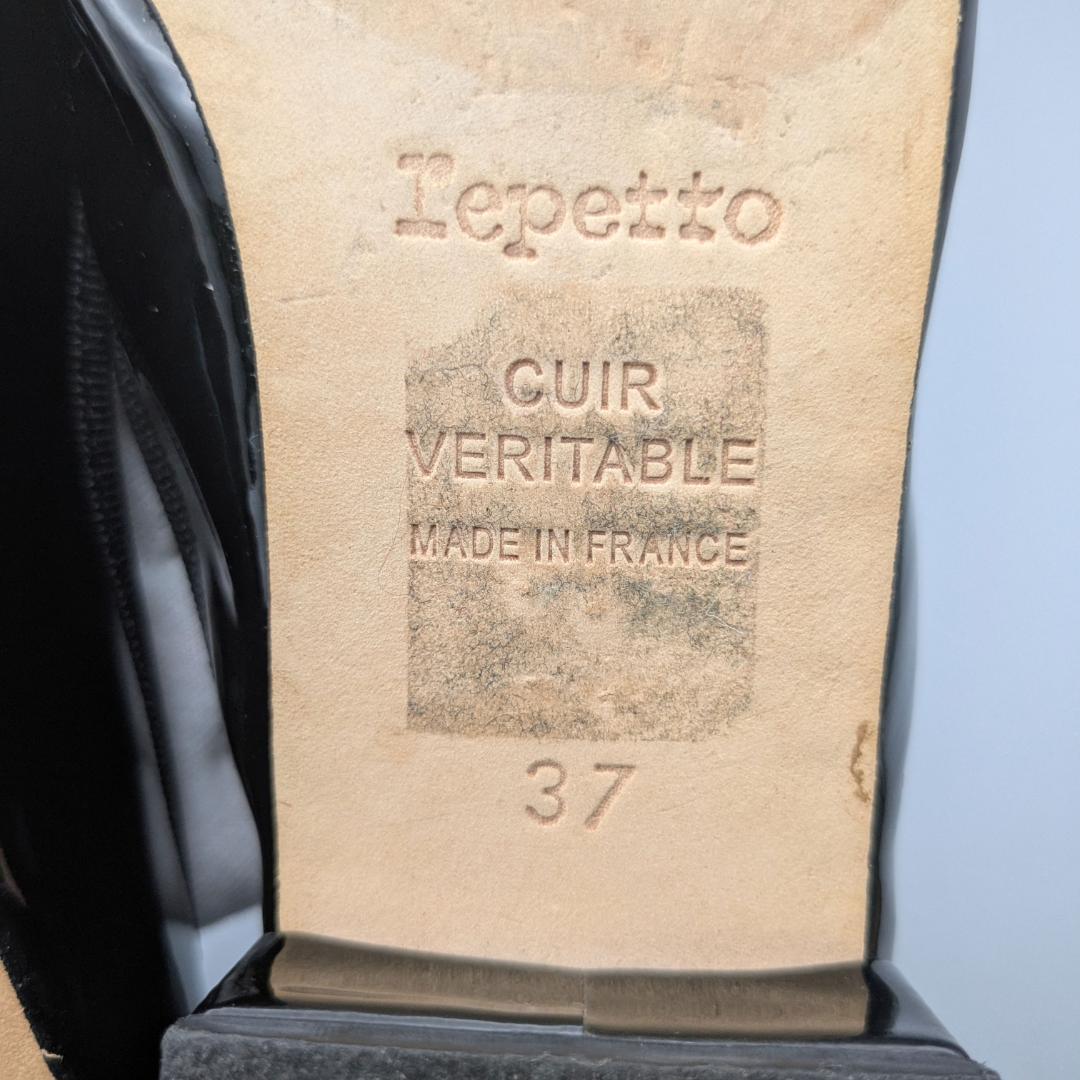 repetto
CUIR
VERITABLE
MADE IN FRANCE
37